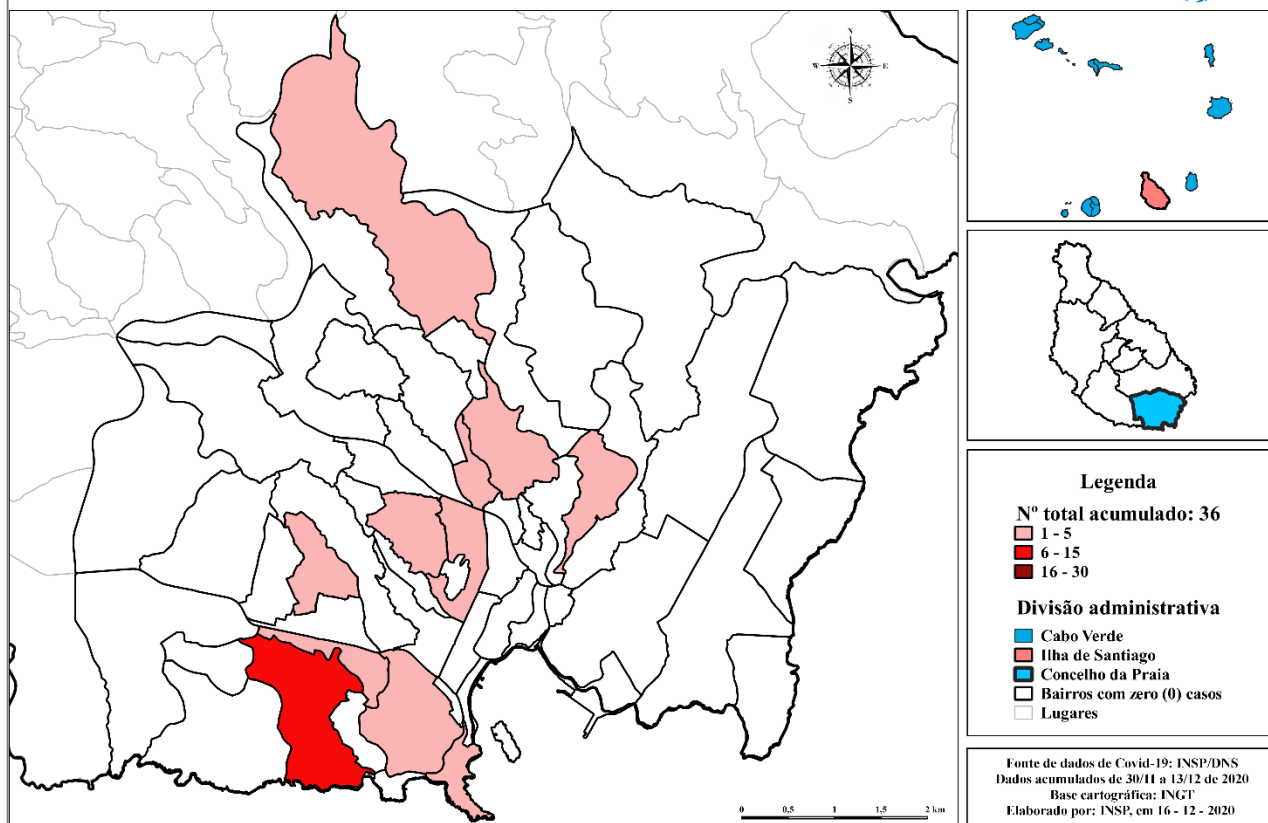 N
W E
S
Legenda
Nº total acumulado: 36
1 - 5
6 - 15
16 - 30
Divisão administrativa
Cabo Verde
Ilha de Santiago
Concelho da Praia
Bairros com zero (0) casos
Lugares
0 0,5 1 1,5 2 km
Fonte de dados de Covid-19: INSP/DNS
Dados acumulados de 30/11 a 13/12 de 2020
Base cartográfica: INGT
Elaborado por: INSP, em 16 - 12 - 2020